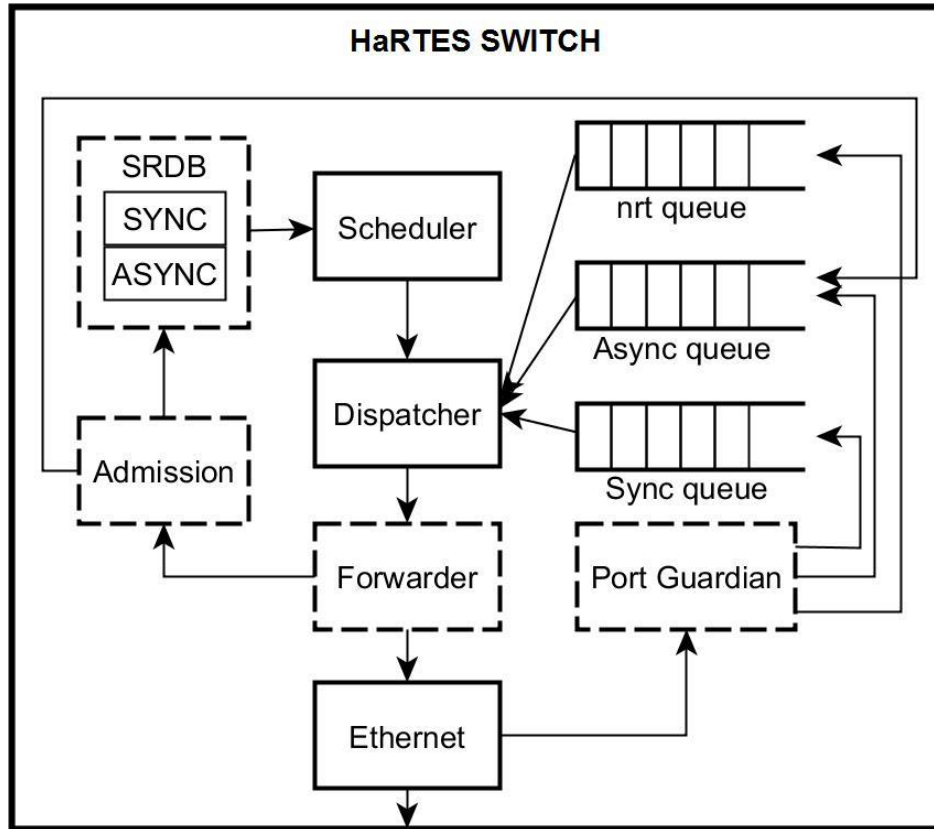 HaRTES SWITCH
SRDB
SYNC
ASYNC
Scheduler
nrt queue
Async queue
Dispatcher
Sync queue
Admission
Forwarder
Port Guardian
Ethernet